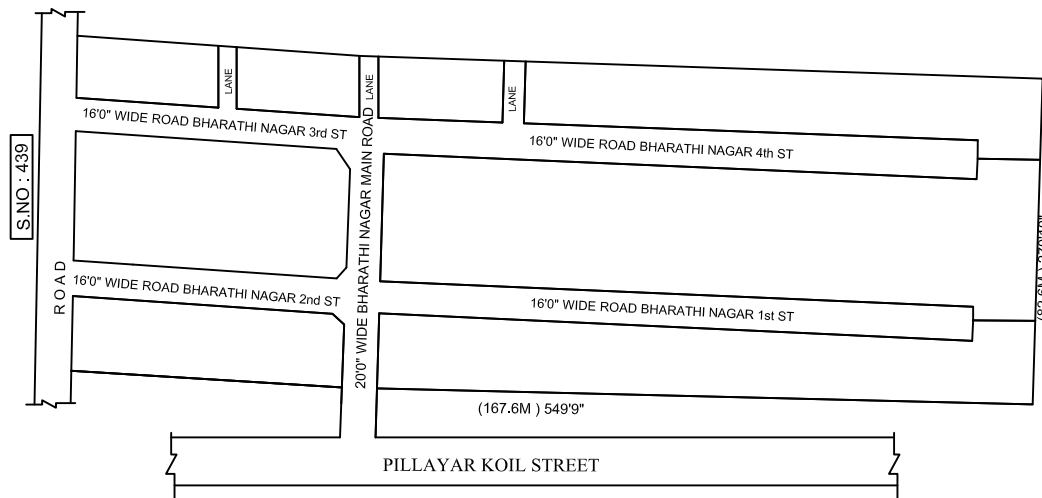 LANE
LANE
LANE
16'0" WIDE ROAD BHARATHI NAGAR 3rd ST
16'0" WIDE ROAD BHARATHI NAGAR 4th ST
S.NO : 439
20'0" WIDE BHARATHI NAGAR MAIN ROAD
ROAD
16'0" WIDE ROAD BHARATHI NAGAR 2nd ST
16'0" WIDE ROAD BHARATHI NAGAR 1st ST
(167.6M ) 549'9"
PILLAYAR KOIL STREET